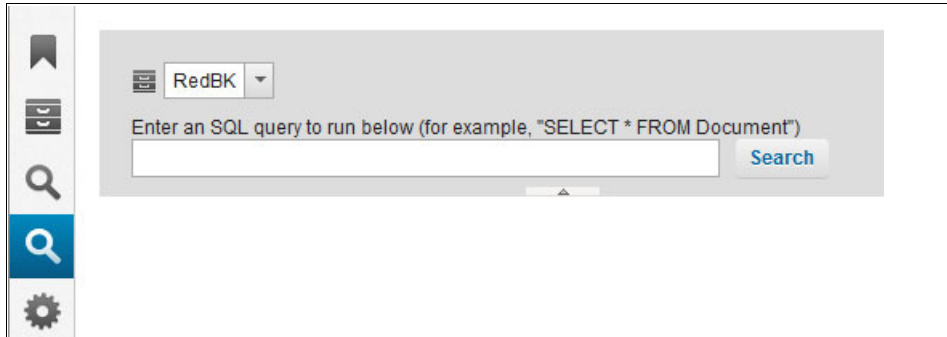 RedBK
Enter an SQL query to run below (for example, "SELECT * FROM Document")
Search